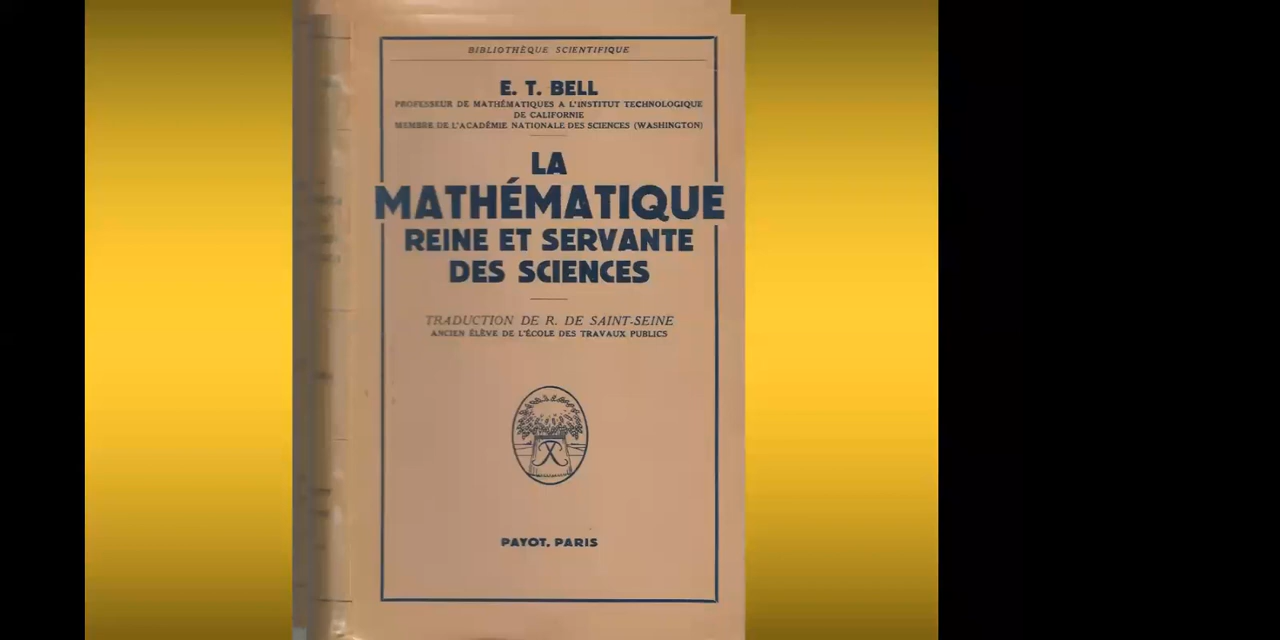 BIBLIOTHÈQUE SCIENTIFIQUE
E. T. BELL
PROFESSEUR DE MATHÉMATIQUES A L'INSTITUT TECHNOLOGIQUE
DE CALIFORNIE
MEMBRE DE L'ACADÉMIE NATIONALE DES SCIENCES (WASHINGTON)
LA
MATHÉMATIQUE
REINE ET SERVANTE
DES SCIENCES
TRADUCTION DE R. DE SAINT-SEINE
ANCIEN ÉLÈVE DE L'ÉCOLE DES TRAVAUX PUBLICS
PAYOT, PARIS